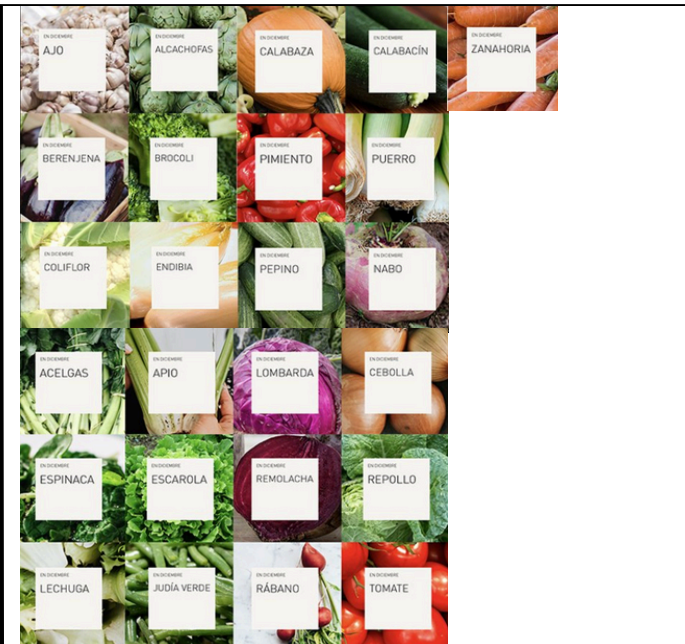 EN DICIEMBRE
AJO
EN DICIEMBRE
ALCACHOFAS
EN DICIEMBRE
CALABAZA
EN DICIEMBRE
CALABACÍN
EN DICIEMBRE
ZANAHORIA
EN DICIEMBRE
BERENJENA
EN DICIEMBRE
BROCOLI
EN DICIEMBRE
PIMIENTO
EN DICIEMBRE
PUERRO
EN DICIEMBRE
COLIFLOR
EN DICIEMBRE
ENDIBIA
EN DICIEMBRE
PEPINO
EN DICIEMBRE
NABO
EN DICIEMBRE
ACELGAS
EN DICIEMBRE
APIO
EN DICIEMBRE
LOMBARDA
EN DICIEMBRE
CEBOLLA
EN DICIEMBRE
ESPINACA
EN DICIEMBRE
ESCAROLA
EN DICIEMBRE
REMOLACHA
EN DICIEMBRE
REPOLLO
EN DICIEMBRE
LECHUGA
EN DICIEMBRE
JUDÍA VERDE
EN DICIEMBRE
RÁBANO
EN DICIEMBRE
TOMATE